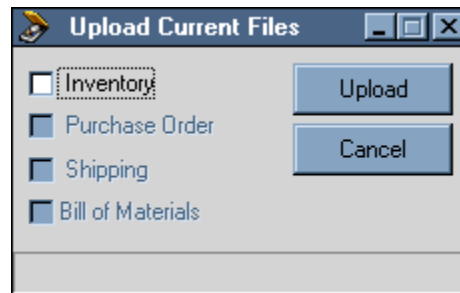 Upload Current Files
Inventory
Upload
Purchase Order
Cancel
Shipping
Bill of Materials